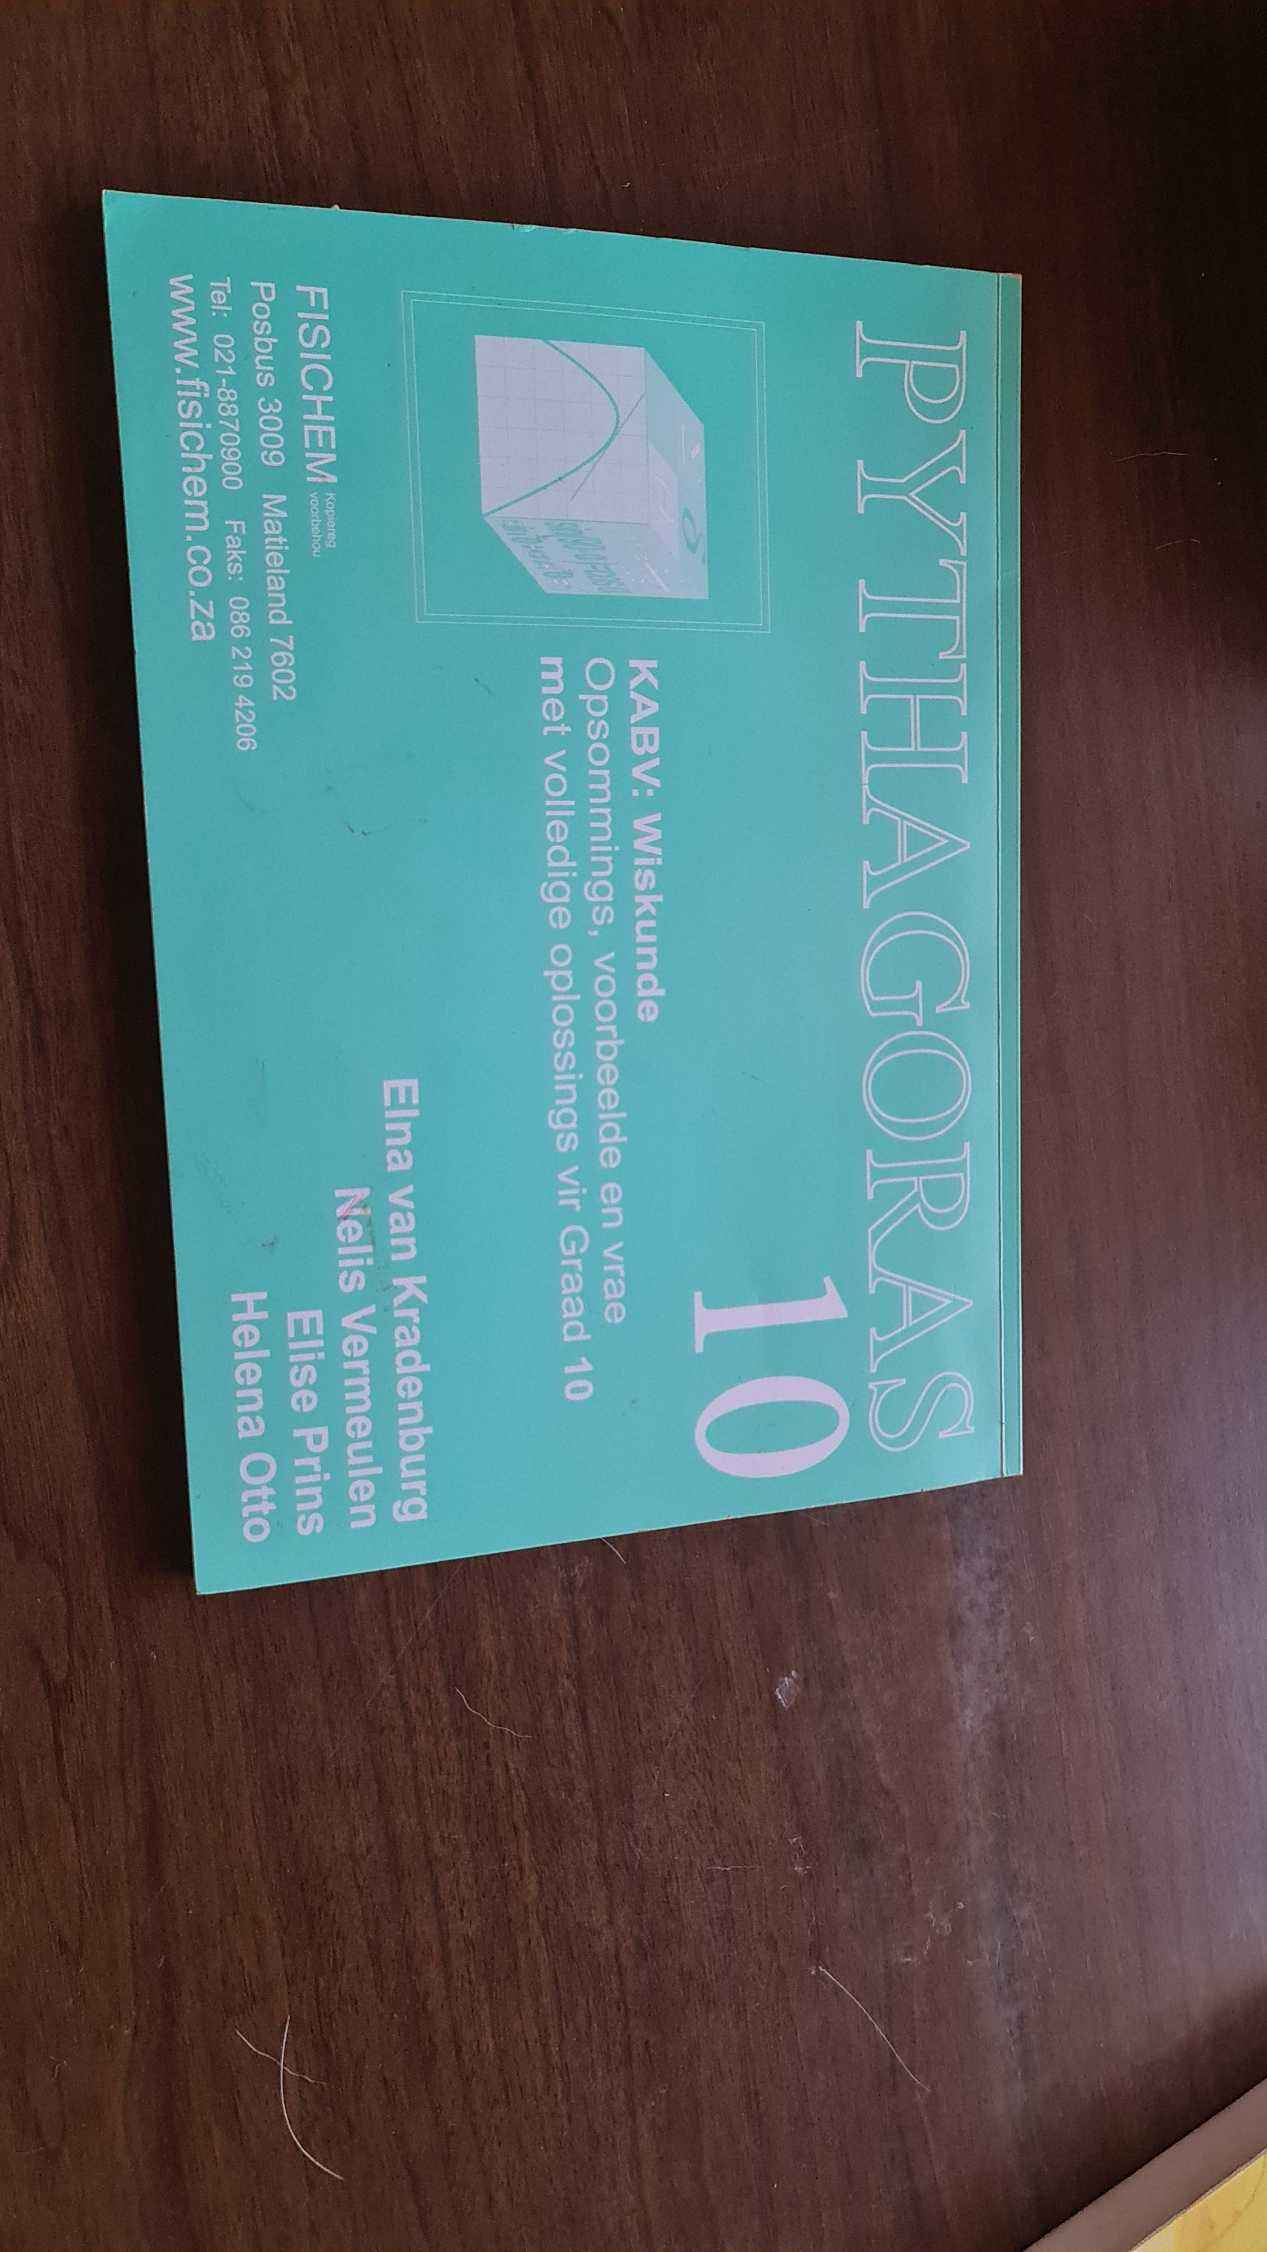 PYTHAGORAS
10
KABV: Wiskunde
Opsommings, voorbeelde en vrae
met volledige oplossings vir Graad 10
Elna van Kradenburg
Nelis Vermeulen
Elise Prins
Helena Otto
FISICHEM Kopiereg voorbehou
Posbus 3009 Matieland 7602
Tel: 021-8870900 Faks: 086 219 4206
www.fisichem.co.za